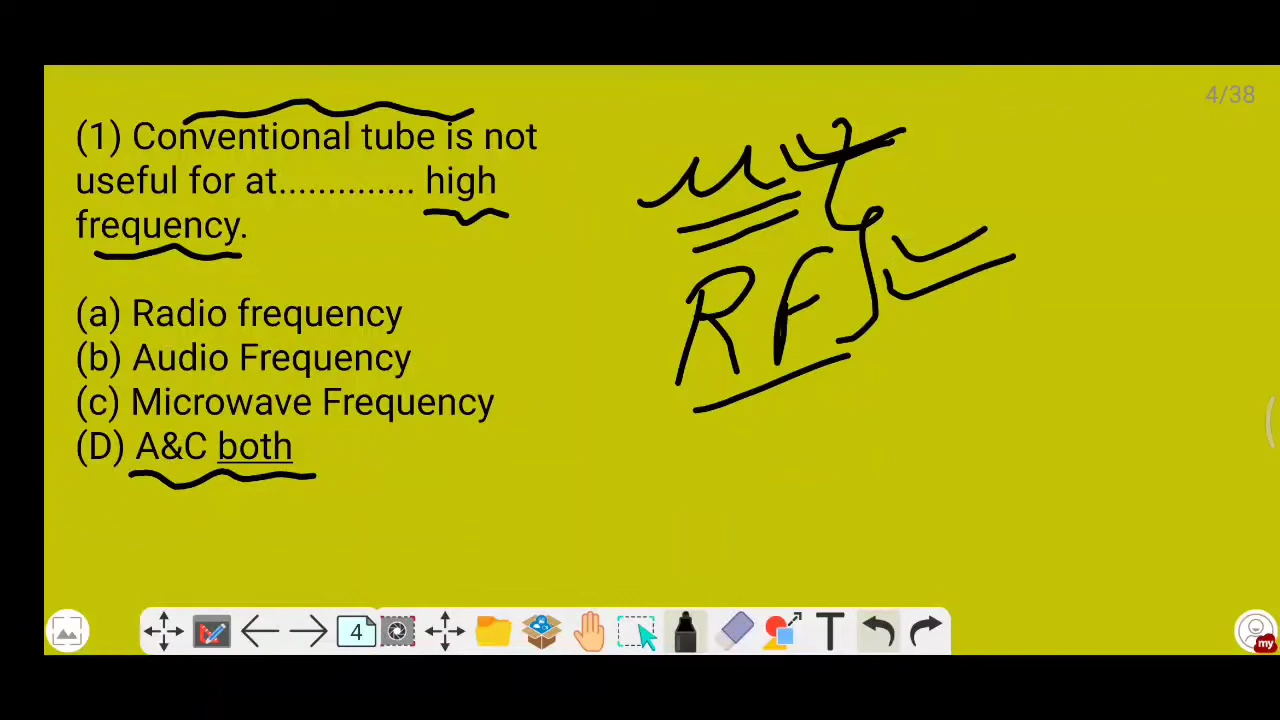 4/38
(1) Conventional tube is not
useful for at.............. high
frequency.
(a) Radio frequency
(b) Audio Frequency
(c) Microwave Frequency
(D) A&C both
RF
4
my